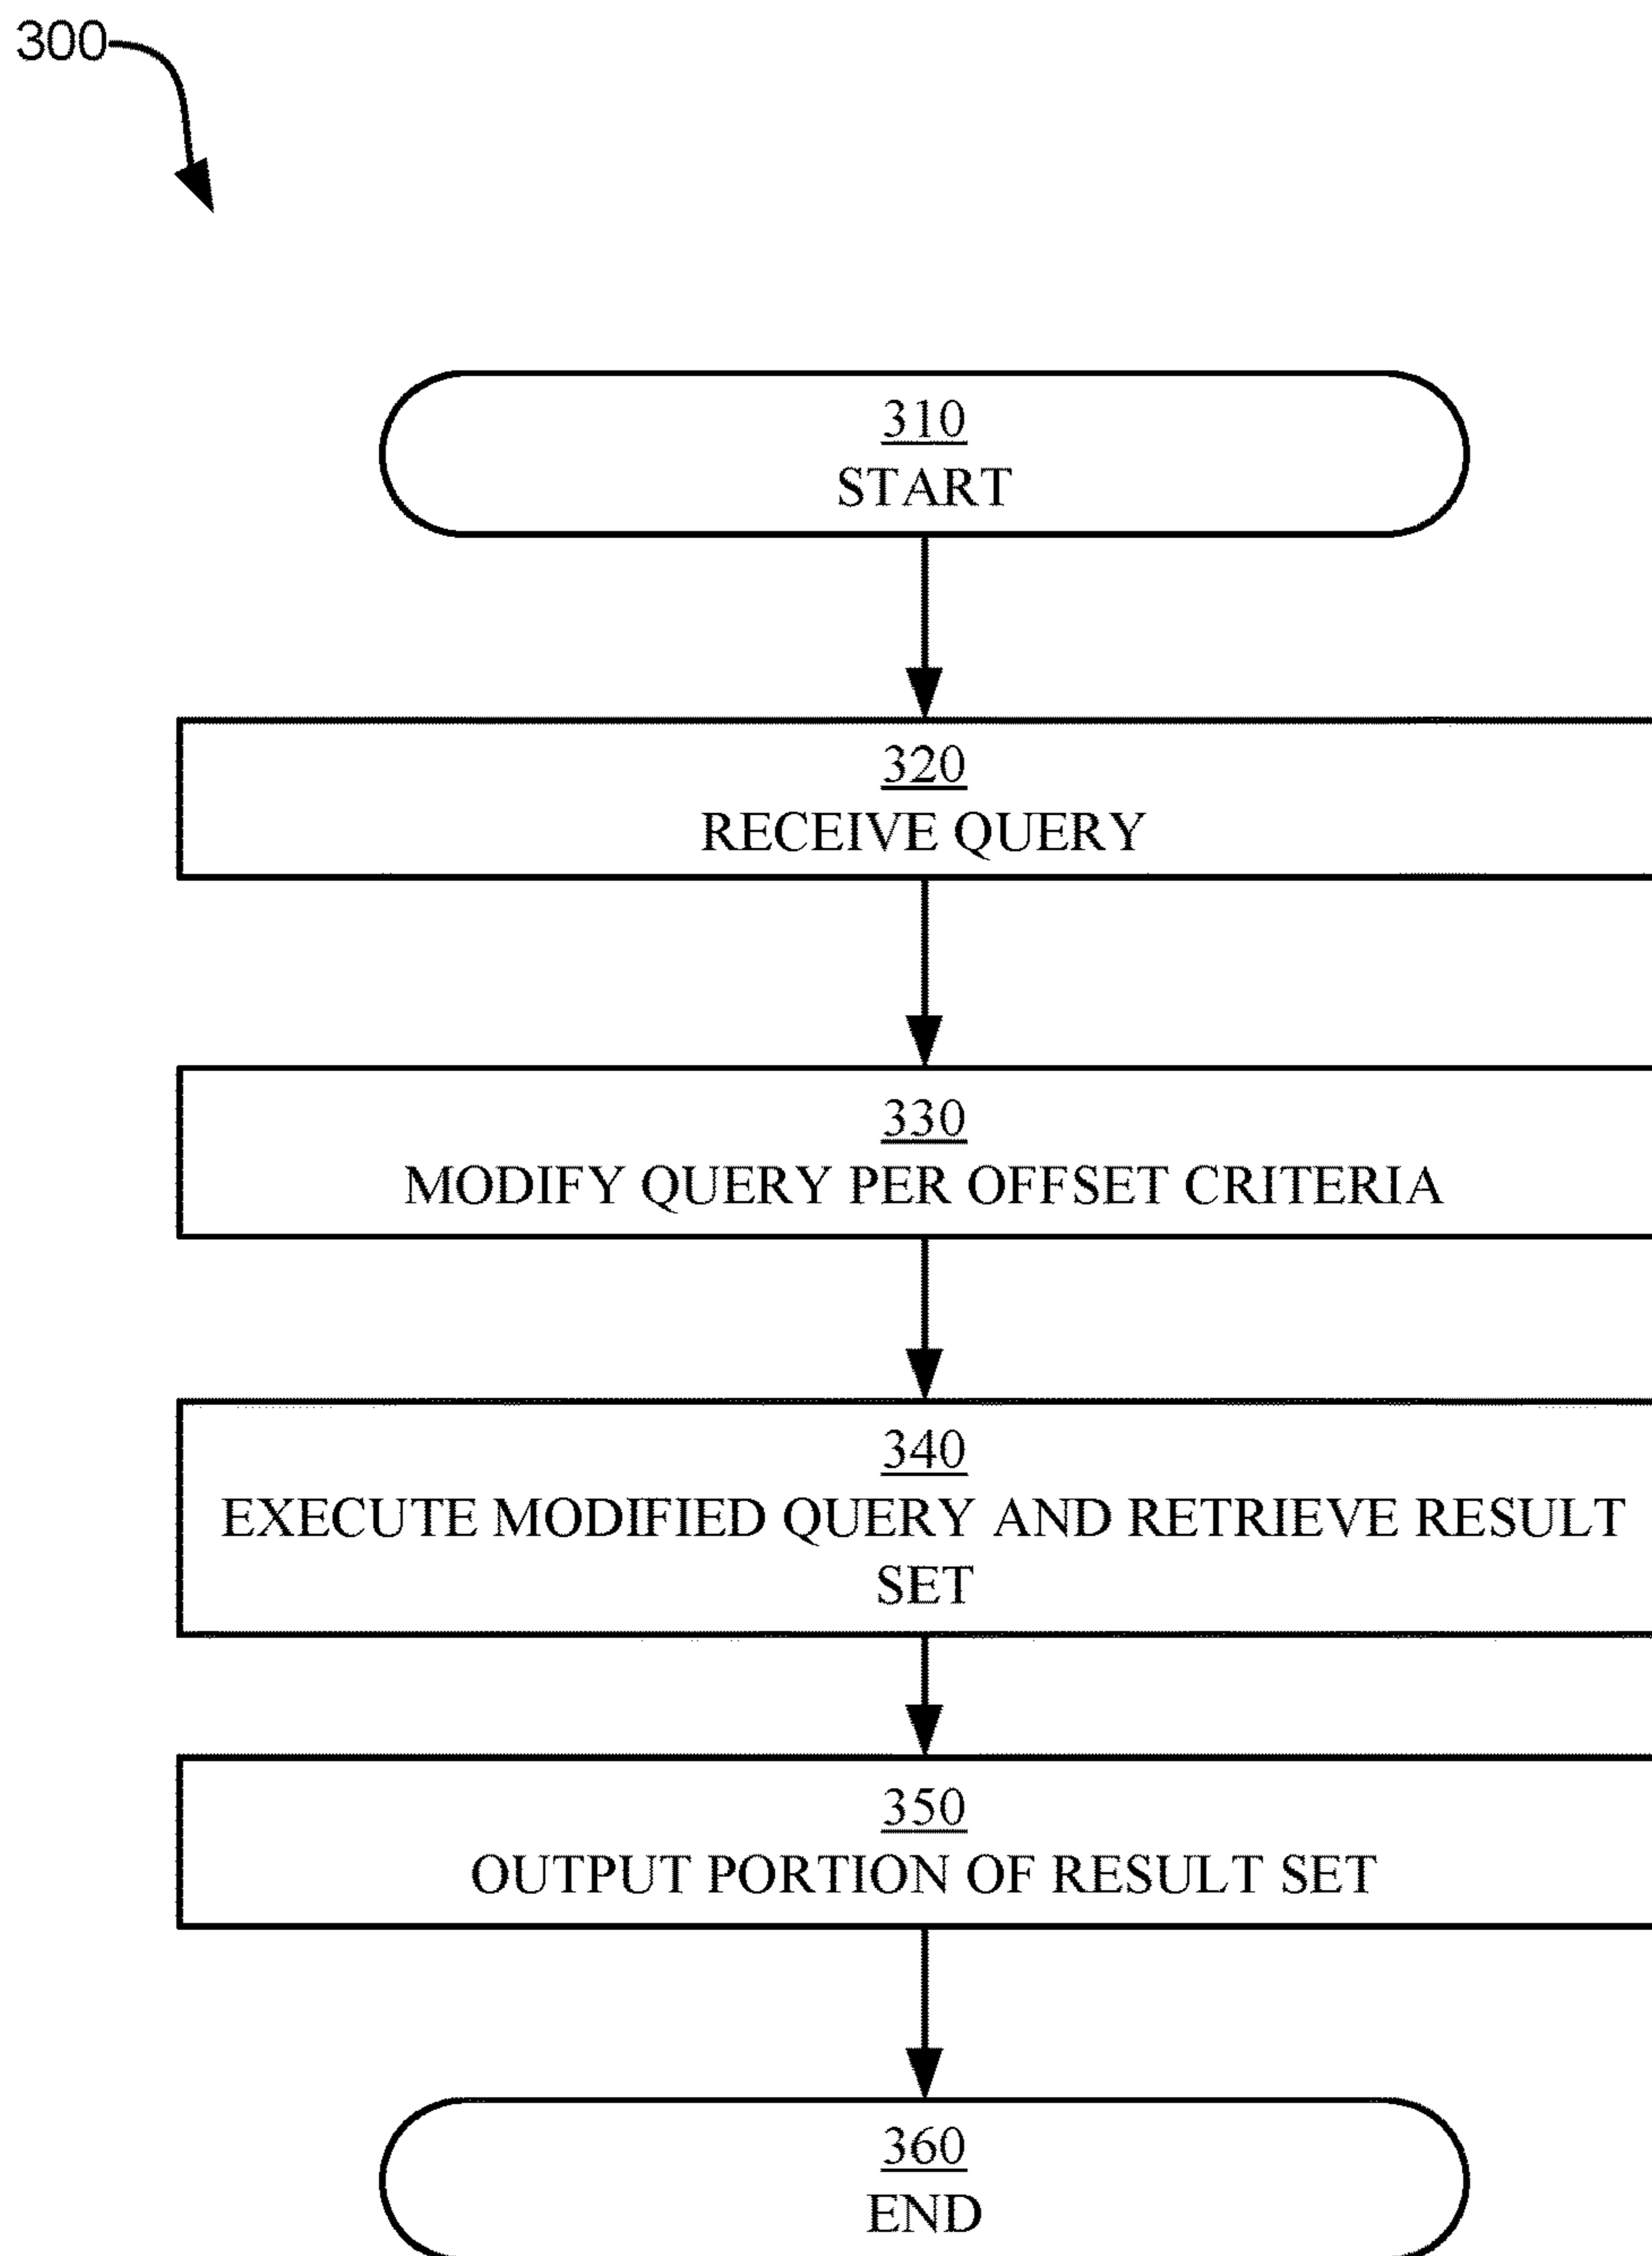 300
310
START
320
RECEIVE QUERY
330
MODIFY QUERY PER OFFSET CRITERIA
340
EXECUTE MODIFIED QUERY AND RETRIEVE RESULT
SET
350
OUTPUT PORTION OF RESULT SET
360
END